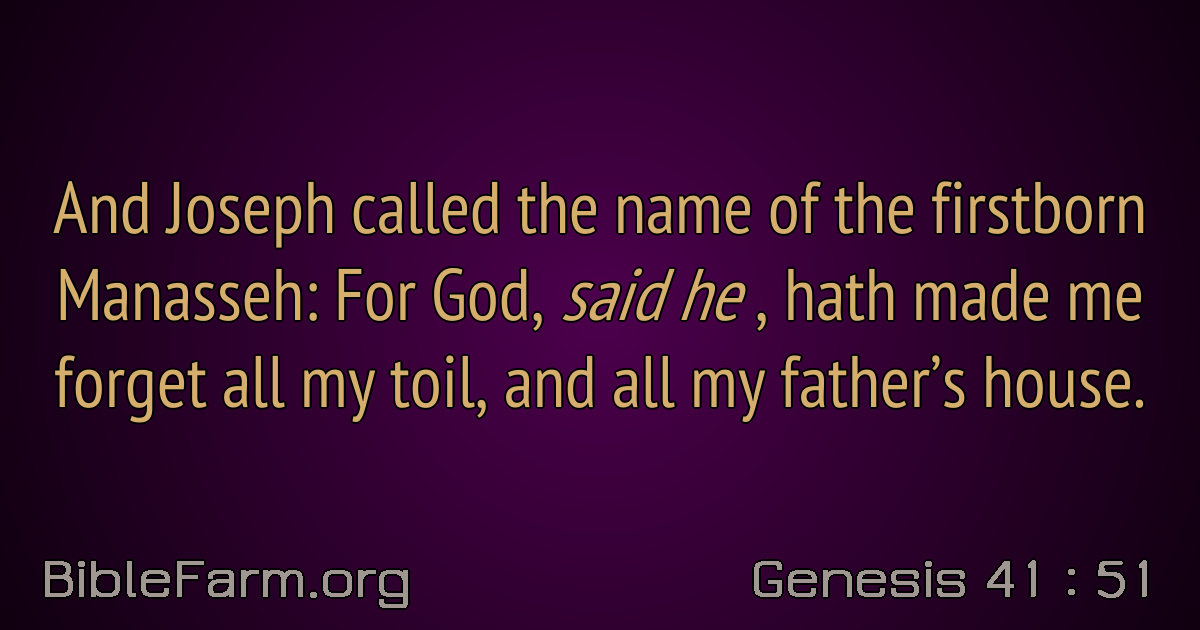 And Joseph called the name of the firstborn
Manasseh: For God, said he , hath made me
forget all my toil, and all my father’s house.
BibleFarm.org
Genesis 41 : 51